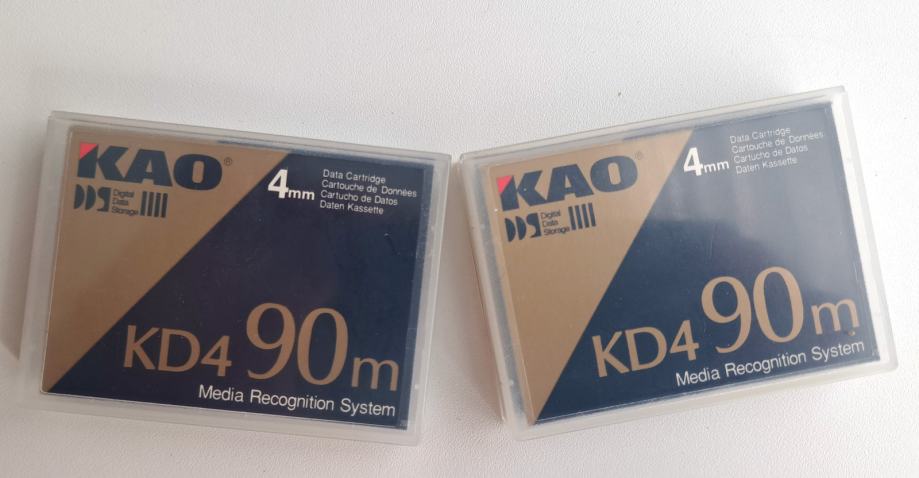 KAO®
DDS Digital
Data
Storage
4mm
Data Cartridge
Cartouche de Données
Cartucho de Datos
Daten Kassette
KD4 90m
Media Recognition System
KAO®
DDS Digital
Data
Storage
4mm
Data Cartridge
Cartouche de Données
Cartucho de Datos
Daten Kassette
KD4 90m
Media Recognition System